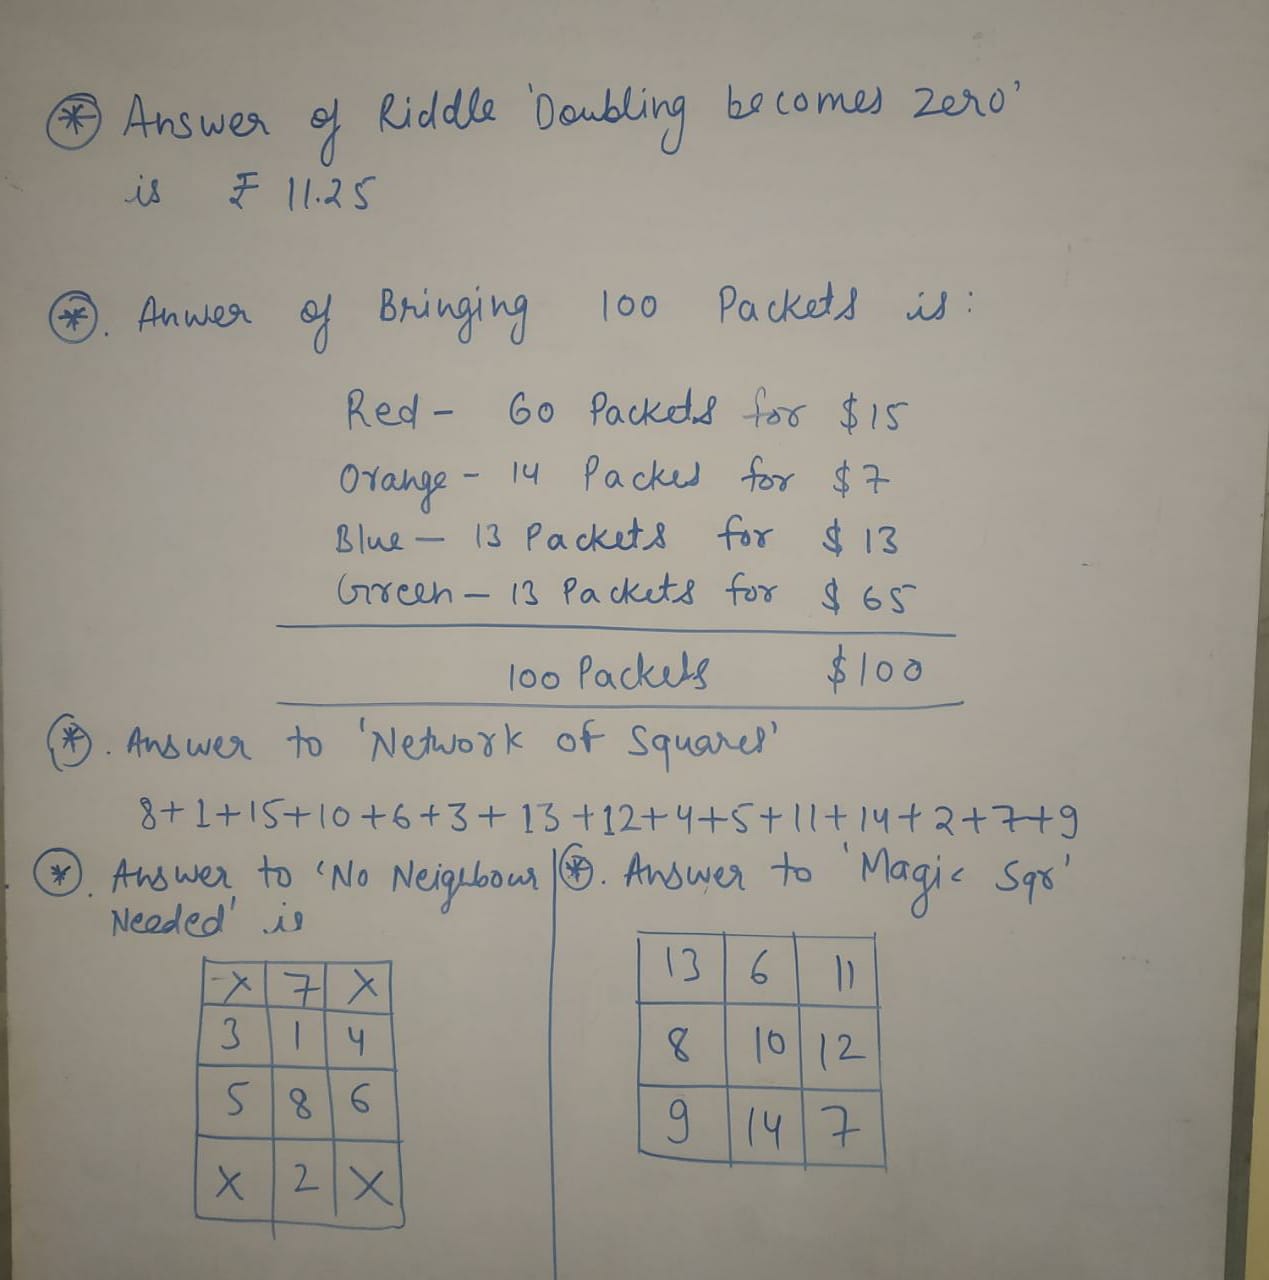 * Answer of Riddle 'Doubling becomes zero'
is ₹ 11.25
*. Anwer of Bringing 100 Packets is:
Red - 60 Packets for $15
Orange - 14 Packes for $7
Blue - 13 Packets for $ 13
Green - 13 Packets for $ 65
100 Packets $100
*. Answer to 'Network of Squares'
8+1+15+10+6+3+13+12+4+5+11+14+2+7+9
*. Answer to 'No Neighbour
Needed' is
X 7 X
3 1 4
5 8 6
X 2 X
*. Answer to 'Magic Sqr'
13 6 11
8 10 12
9 14 7